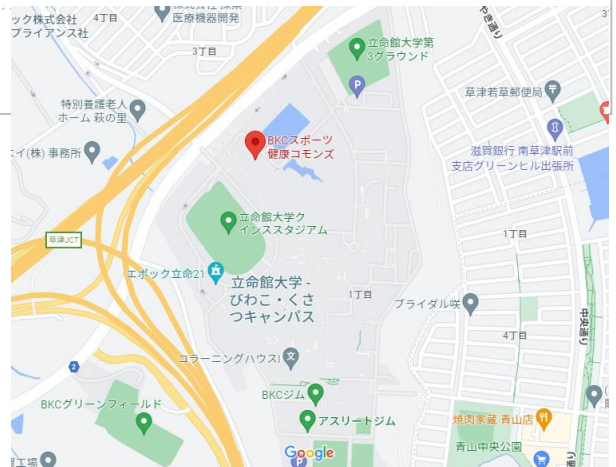 ック株式会社
プライアンス社
4丁目
医療機器開発
やき通り
3丁目
立命館大学第
3グラウンド
P
特別養護老人
ホーム 萩の里
草津若草郵便局
BKCスポーツ
健康コモンズ
エイ(株) 事務所
滋賀銀行 南草津駅前
支店グリーンヒル出張所
草津JCT
立命館大学ク
インススタジアム
1丁目
エポック立命21
立命館大学 -
びわこ・くさ
つキャンパス
1丁目
ブライダル咲
中央通り
4丁目
コラーニングハウスI
2
BKCジム
BKCグリーンフィールド
アスリートジム
焼肉家蔵 青山店
青山中央公園
Google
P
工場